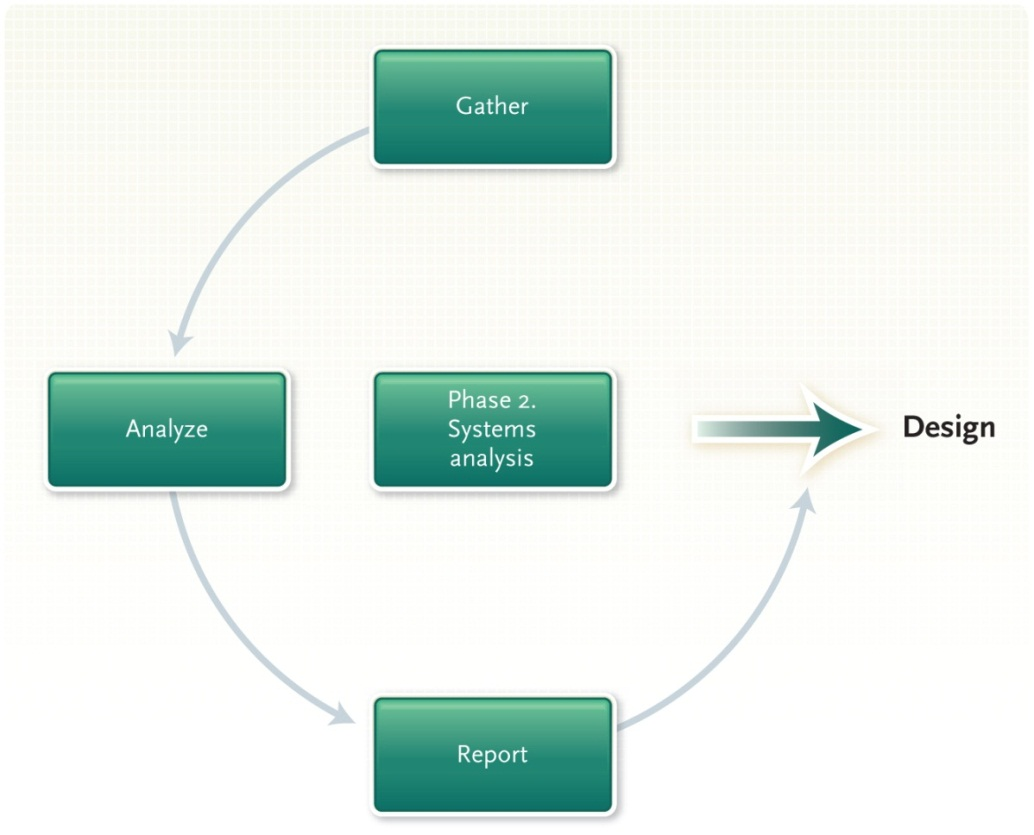 Gather
Analyze
Phase 2.
Systems
analysis
Design
Report